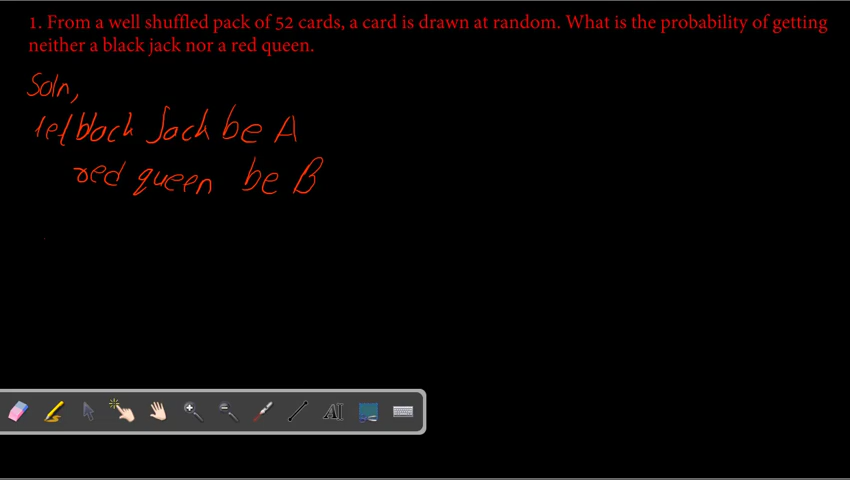 1. From a well shuffled pack of 52 cards, a card is drawn at random. What is the probability of getting
neither a black jack nor a red queen.
Soln,
let black Jack be A
red queen be B
AI